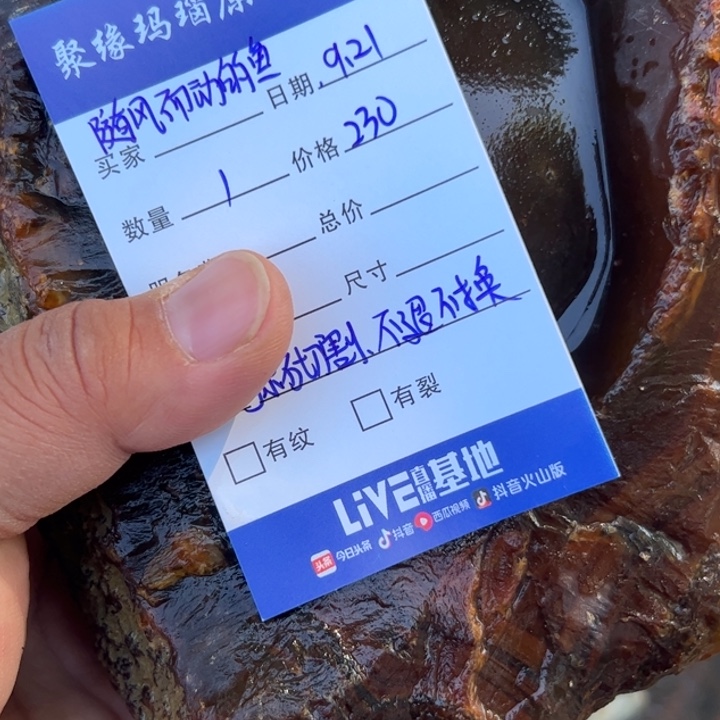 聚缘玛瑙原
买家 随风而动的鱼 日期 9.21
数量 1 价格 230
总价
尺寸
切割、不退不换
有纹 有裂
LiVE直播基地
头条 今日头条 抖音 西瓜视频 抖音火山版